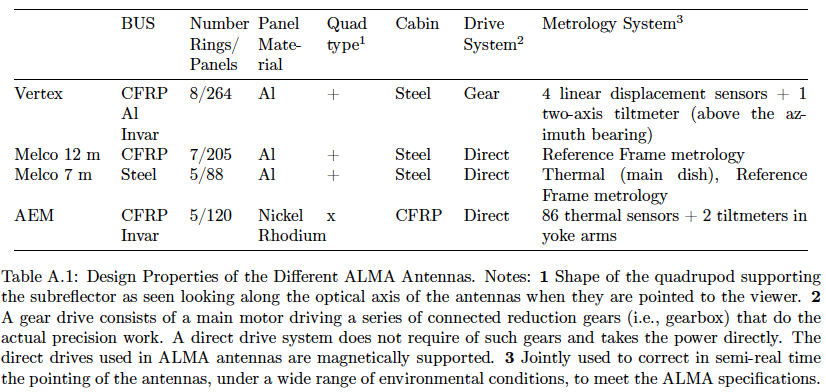 BUS Number Panel Quad Cabin Drive Metrology System3
Rings/ Mate- type1 System2
Panels rial
Vertex CFRP 8/264 Al + Steel Gear 4 linear displacement sensors + 1
Al two-axis tiltmeter (above the az-
Invar imuth bearing)
Melco 12 m CFRP 7/205 Al + Steel Direct Reference Frame metrology
Melco 7 m Steel 5/88 Al + Steel Direct Thermal (main dish), Reference
Frame metrology
AEM CFRP 5/120 Nickel x CFRP Direct 86 thermal sensors + 2 tiltmeters in
Invar Rhodium yoke arms
Table A.1: Design Properties of the Different ALMA Antennas. Notes: 1 Shape of the quadrupod supporting
the subreflector as seen looking along the optical axis of the antennas when they are pointed to the viewer. 2
A gear drive consists of a main motor driving a series of connected reduction gears (i.e., gearbox) that do the
actual precision work. A direct drive system does not require of such gears and takes the power directly. The
direct drives used in ALMA antennas are magnetically supported. 3 Jointly used to correct in semi-real time
the pointing of the antennas, under a wide range of environmental conditions, to meet the ALMA specifications.